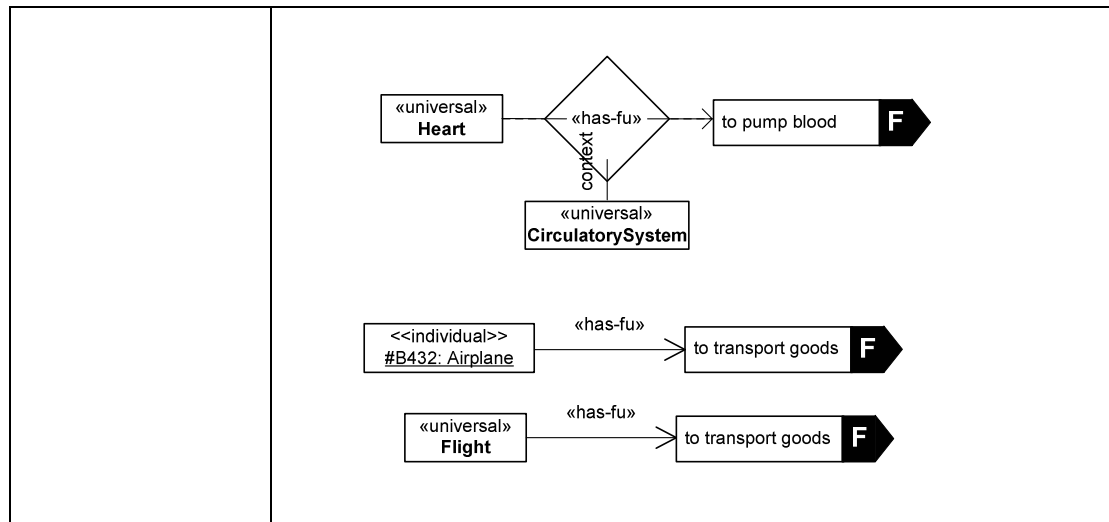 «universal»
Heart
«has-fu»
to pump blood
F
context
«universal»
CirculatorySystem
<<individual>>
#B432: Airplane
«has-fu»
to transport goods
F
«universal»
Flight
«has-fu»
to transport goods
F